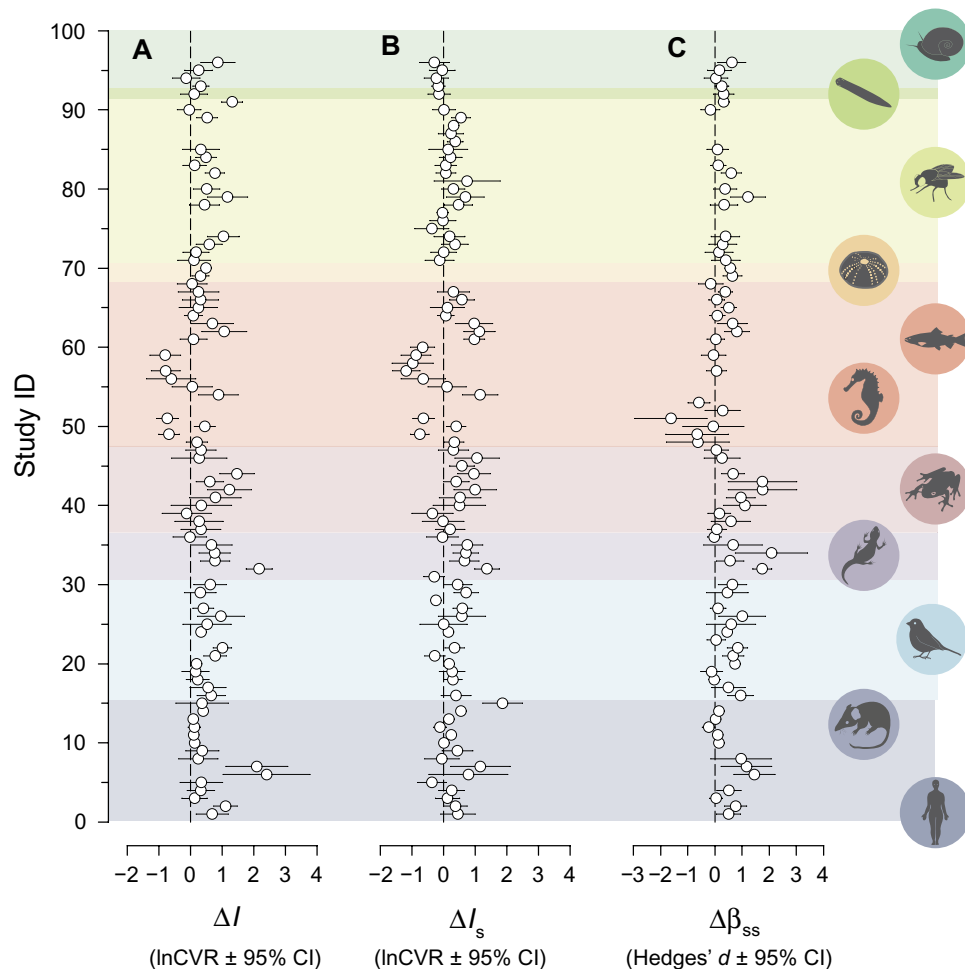 A B C
100
90
80
70
60
50
40
30
20
10
0
Study ID
−2 −1 0 1 2 3 4 −2 −1 0 1 2 3 4 −3 −2 −1 0 1 2 3 4
ΔI ΔIs Δβss
(lnCVR ± 95% CI) (lnCVR ± 95% CI) (Hedges' d ± 95% CI)